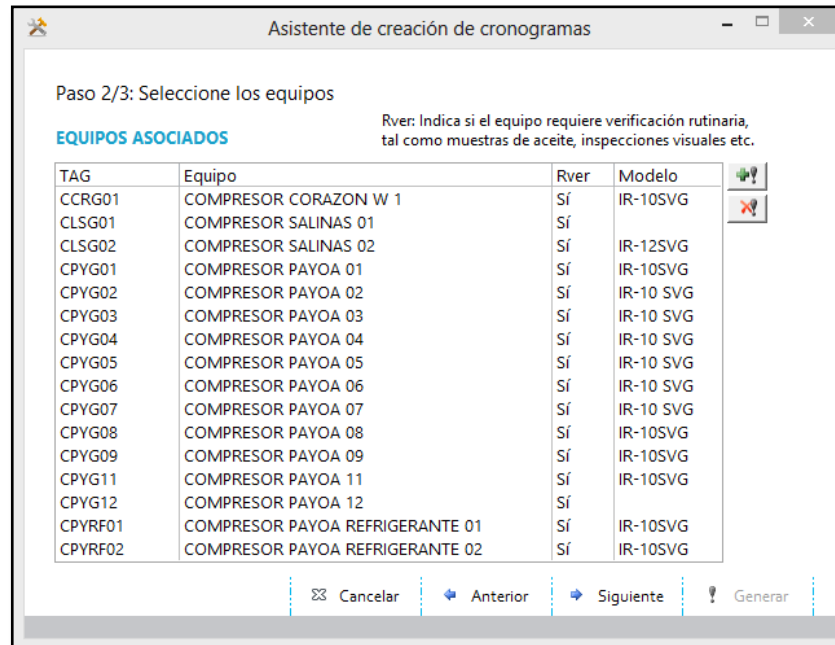 Asistente de creación de cronogramas
Paso 2/3: Seleccione los equipos
Rver: Indica si el equipo requiere verificación rutinaria,
EQUIPOS ASOCIADOS tal como muestras de aceite, inspecciones visuales etc.
TAG Equipo Rver Modelo
CCRG01 COMPRESOR CORAZON W 1 Sí IR-10SVG
CLSG01 COMPRESOR SALINAS 01 Sí
CLSG02 COMPRESOR SALINAS 02 Sí IR-12SVG
CPYG01 COMPRESOR PAYOA 01 Sí IR-10SVG
CPYG02 COMPRESOR PAYOA 02 Sí IR-10 SVG
CPYG03 COMPRESOR PAYOA 03 Sí IR-10 SVG
CPYG04 COMPRESOR PAYOA 04 Sí IR-10 SVG
CPYG05 COMPRESOR PAYOA 05 Sí IR-10 SVG
CPYG06 COMPRESOR PAYOA 06 Sí IR-10 SVG
CPYG07 COMPRESOR PAYOA 07 Sí IR-10 SVG
CPYG08 COMPRESOR PAYOA 08 Sí IR-10SVG
CPYG09 COMPRESOR PAYOA 09 Sí IR-10SVG
CPYG11 COMPRESOR PAYOA 11 Sí IR-10SVG
CPYG12 COMPRESOR PAYOA 12 Sí
CPYRF01 COMPRESOR PAYOA REFRIGERANTE 01 Sí IR-10SVG
CPYRF02 COMPRESOR PAYOA REFRIGERANTE 02 Sí IR-10SVG
Cancelar Anterior Siguiente Generar